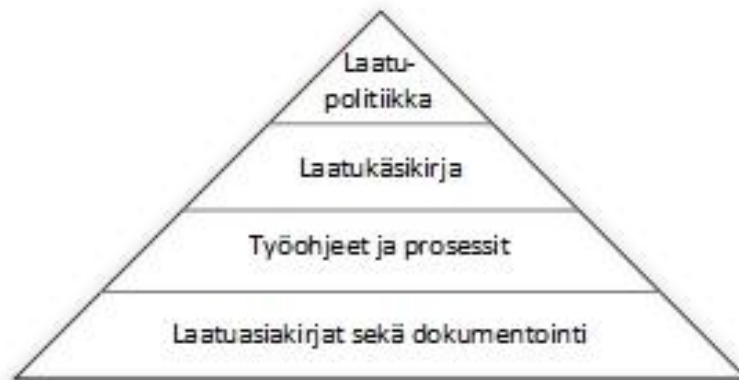 Laatu-
politiikka
Laatukäsikirja
Työohjeet ja prosessit
Laatuasiakirjat sekä dokumentointi